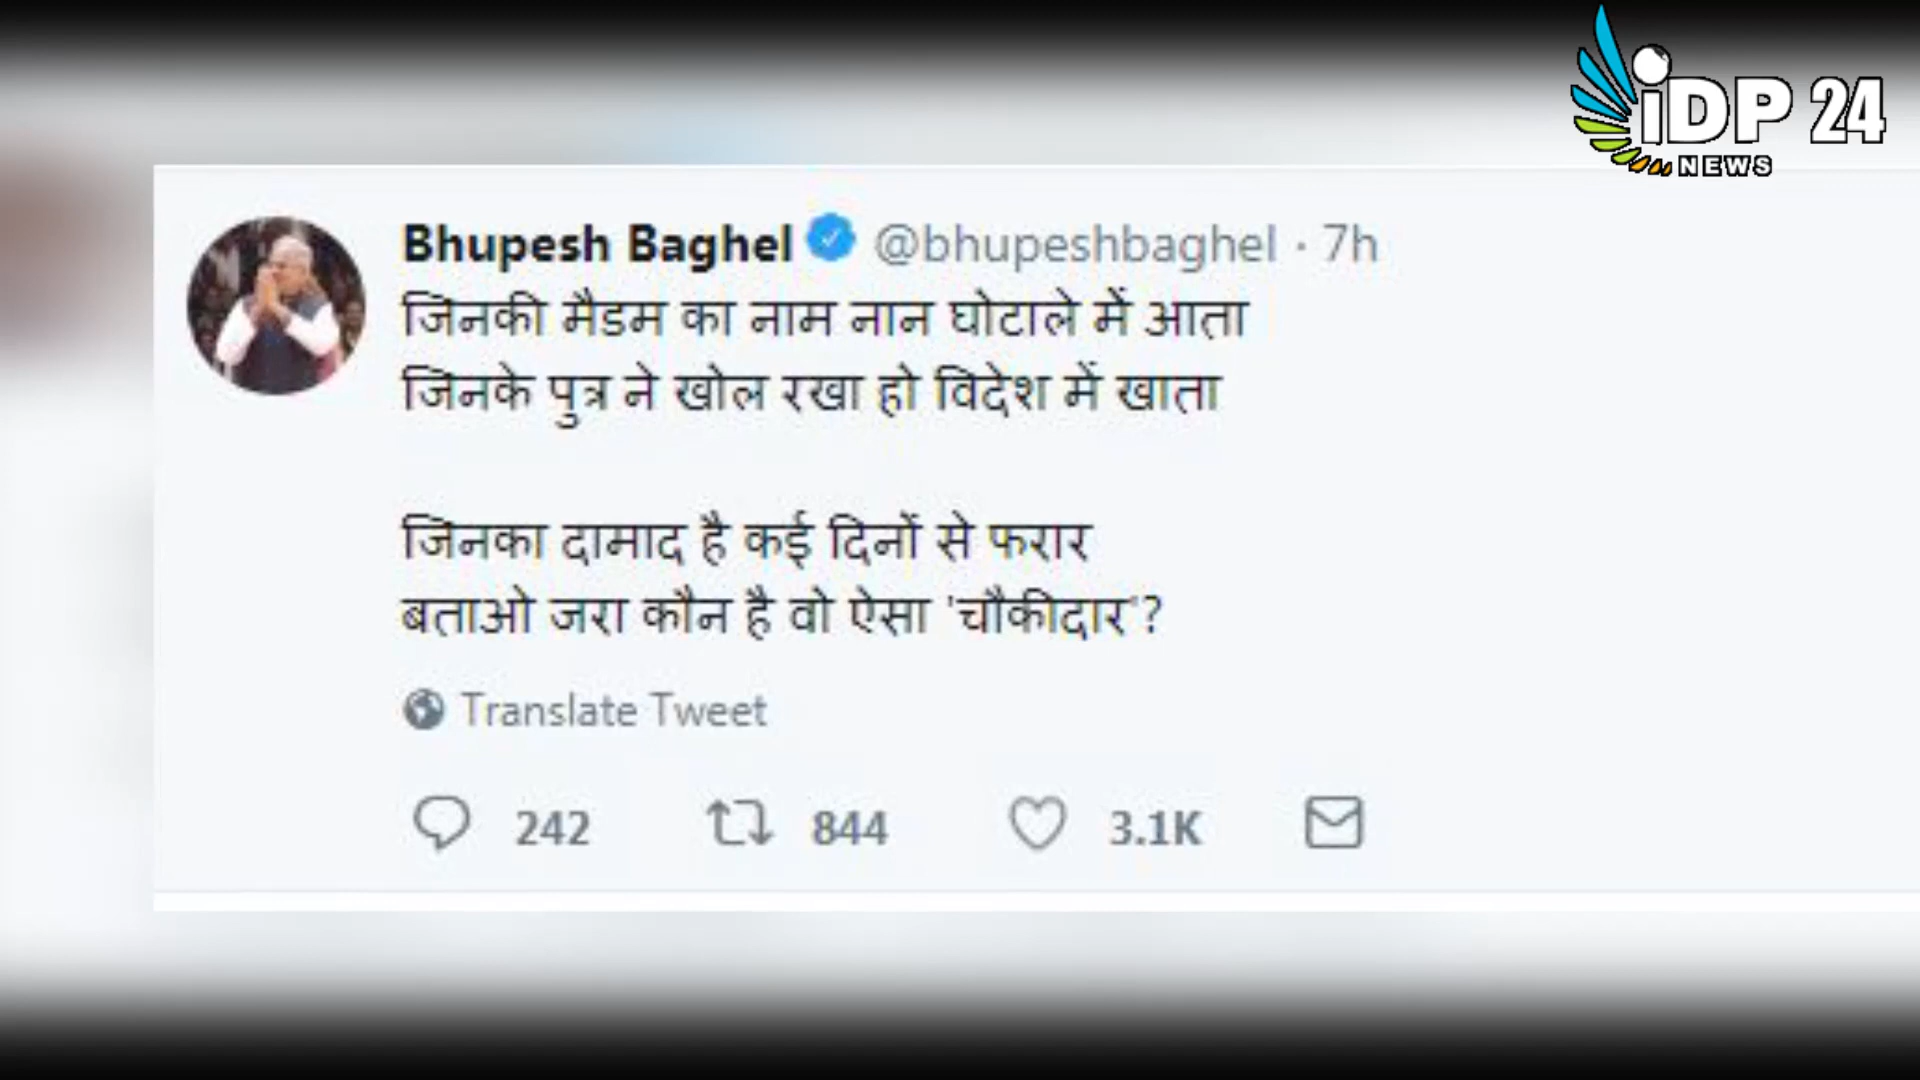 iDP 24
NEWS
Bhupesh Baghel @bhupeshbaghel · 7h
जिनकी मैडम का नाम नान घोटाले में आता
जिनके पुत्र ने खोल रखा हो विदेश में खाता
जिनका दामाद है कई दिनों से फरार
बताओ जरा कौन है वो ऐसा 'चौकीदार'?
Translate Tweet
242 844 3.1K